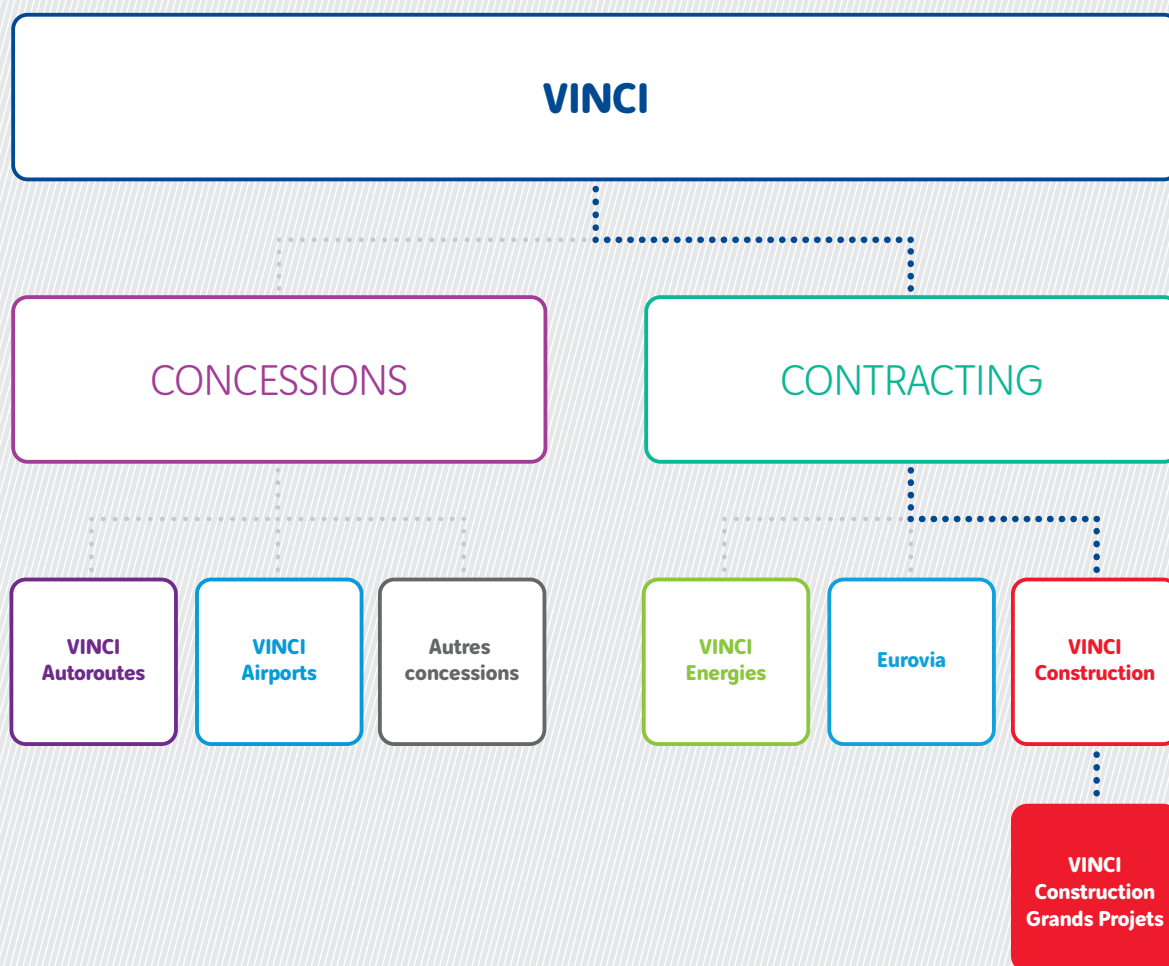 VINCI
CONCESSIONS
CONTRACTING
VINCI
Autoroutes
VINCI
Airports
Autres
concessions
VINCI
Energies
Eurovia
VINCI
Construction
VINCI
Construction
Grands Projets